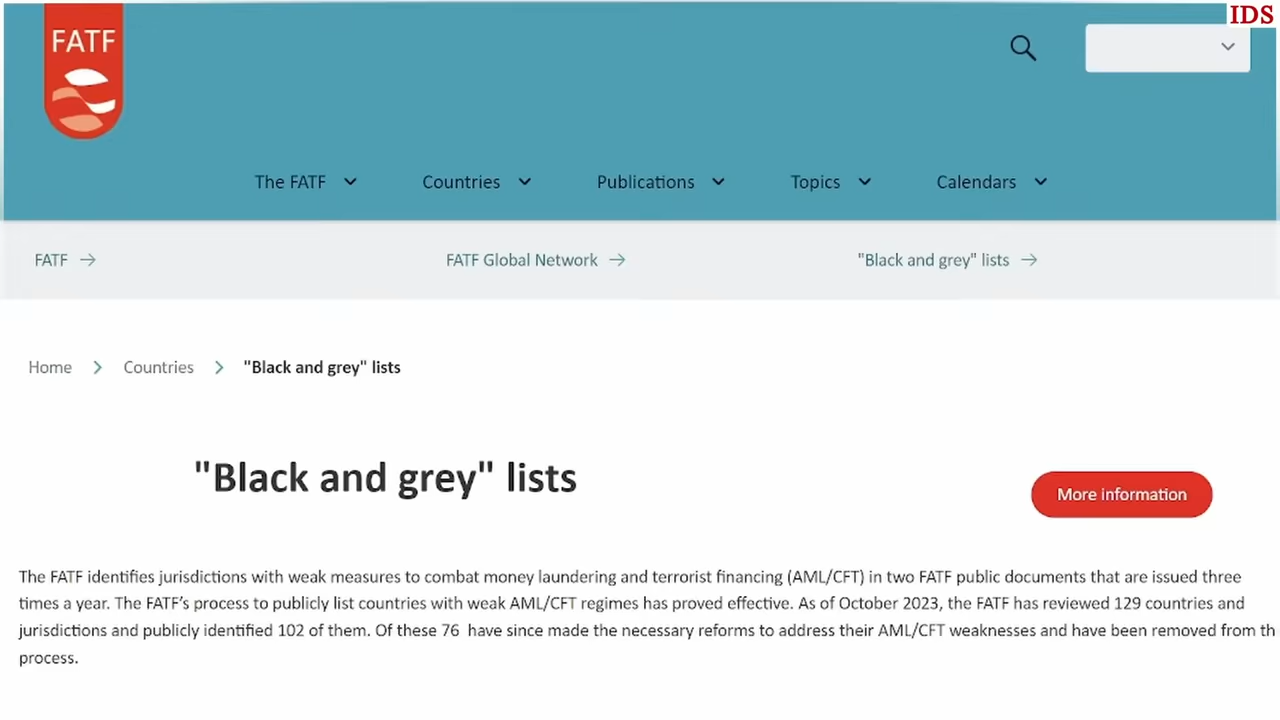 IDS
FATF
The FATF Countries Publications Topics Calendars
FATF → FATF Global Network → "Black and grey" lists →
Home > Countries > "Black and grey" lists
"Black and grey" lists
More information
The FATF identifies jurisdictions with weak measures to combat money laundering and terrorist financing (AML/CFT) in two FATF public documents that are issued three
times a year. The FATF's process to publicly list countries with weak AML/CFT regimes has proved effective. As of October 2023, the FATF has reviewed 129 countries and
jurisdictions and publicly identified 102 of them. Of these 76 have since made the necessary reforms to address their AML/CFT weaknesses and have been removed from th
process.